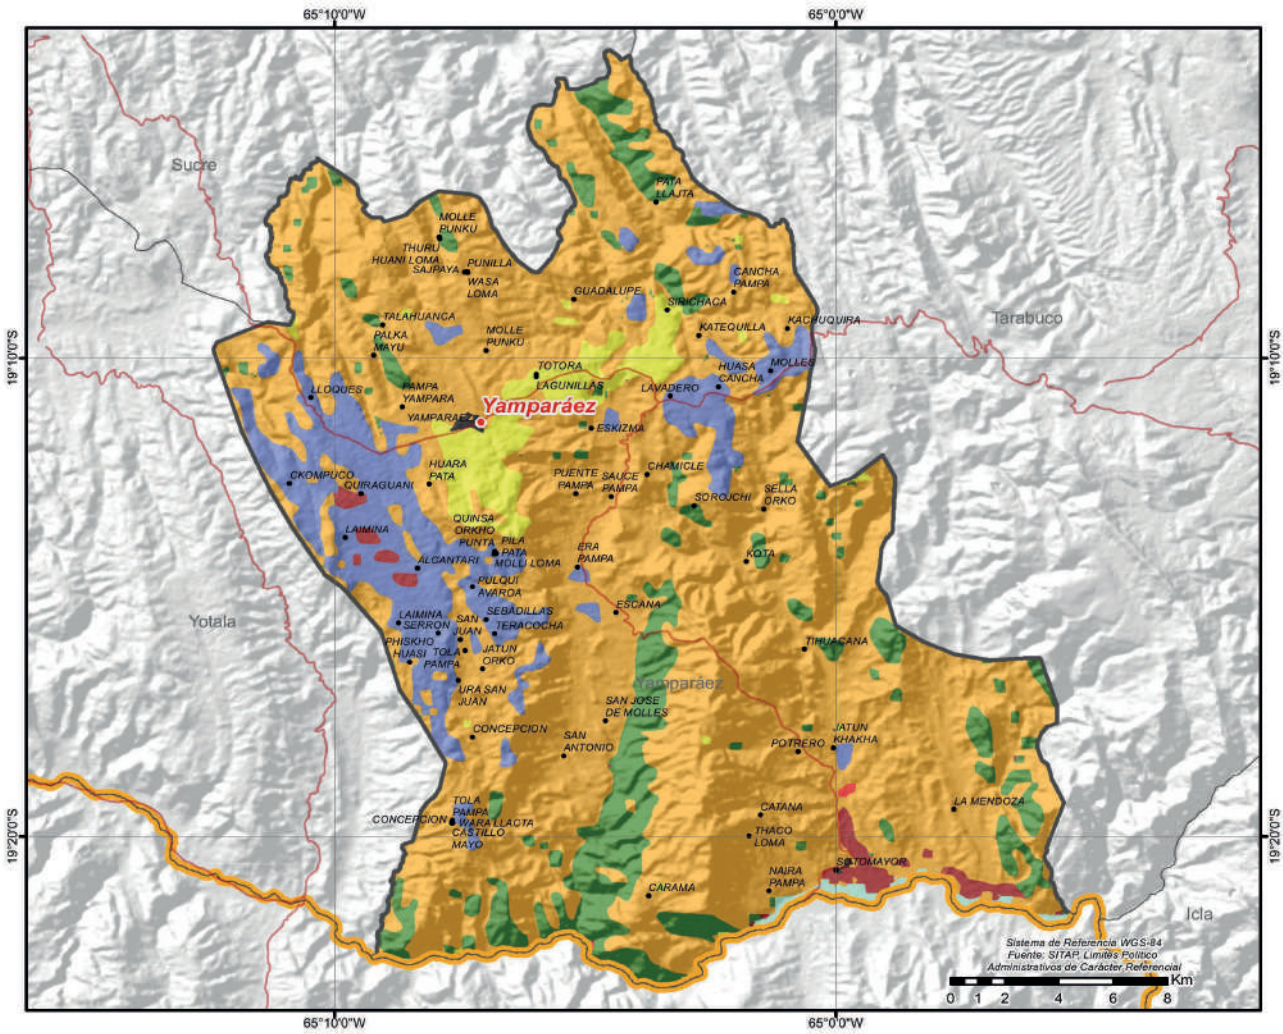 65°10'0"W
65°0'0"W
Sucre
PATA
LLAJTA
MOLLE
PUNKU
THURU
HUANI LOMA
SAJPAYA
PUNILLA
WASA
LOMA
GUADALUPE
CANCHA
PAMPA
SIRICHACA
TALAHUANCA
PALKA
MAYU
MOLLE
PUNKU
KATEQUILLA
KACHUQUIRA
Tarabuco
19°10'0"S
19°10'0"S
TOTORA
LAGUNILLAS
HUASA
CANCHA
MOLLES
LAVADERO
LLOQUES
PAMPA
YAMPARA
YAMPARAEZ
Yamparáez
ESKIZMA
CKOMPUCO
QUIRAGUANI
HUARA
PATA
PUENTE
PAMPA
SAUCE
PAMPA
CHAMICLE
SOROJCHI
SELLA
ORKO
LAIMINA
QUINSA
ORKHO
PUNTA
PILA
PATA
MOLLI LOMA
ALCANTARI
ERA
PAMPA
KOTA
PULQUI
AVAROA
ESCANA
Yotala
LAIMINA
SERRON
SAN
JUAN
SEBADILLAS
TERACOCHA
PHISKHO
HUASI
TOLA
PAMPA
JATUN
ORKO
TIHUACANA
URA SAN
JUAN
Yamparáez
SAN JOSE
DE MOLLES
CONCEPCION
SAN
ANTONIO
POTRERO
JATUN
KHAKHA
TOLA
PAMPA
CONCEPCION
WARA LLACTA
CASTILLO
MAYO
CATANA
LA MENDOZA
THACO
LOMA
19°20'0"S
19°20'0"S
SOTOMAYOR
NAIRA
PAMPA
CARAMA
Icla
Sistema de Referencia WGS-84
Fuente: SITAP, Limites Politico
Administrativos de Carácter Referencial
Km
0 1 2 4 6 8
65°10'0"W
65°0'0"W